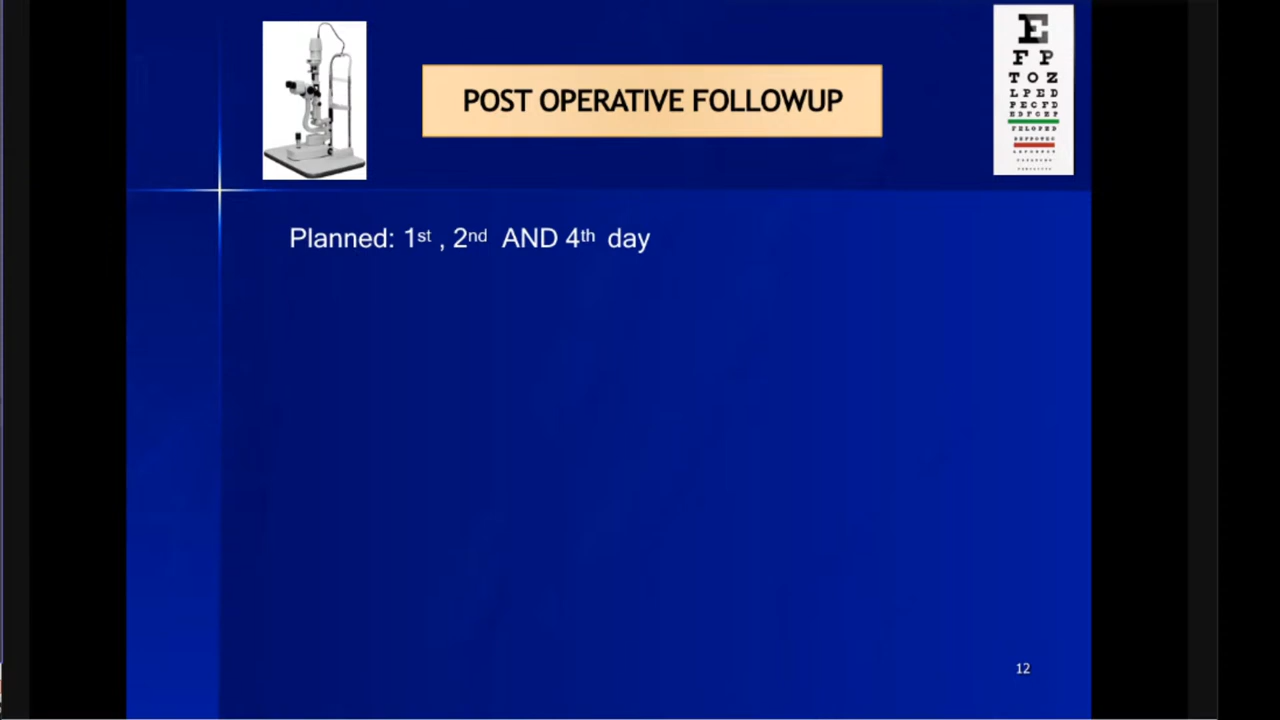 POST OPERATIVE FOLLOWUP
E
F P
T O Z
L P E D
P E C F D
E D F C Z P
F E L O P Z D
D E F P O T E C
Planned: 1st , 2nd AND 4th day
12